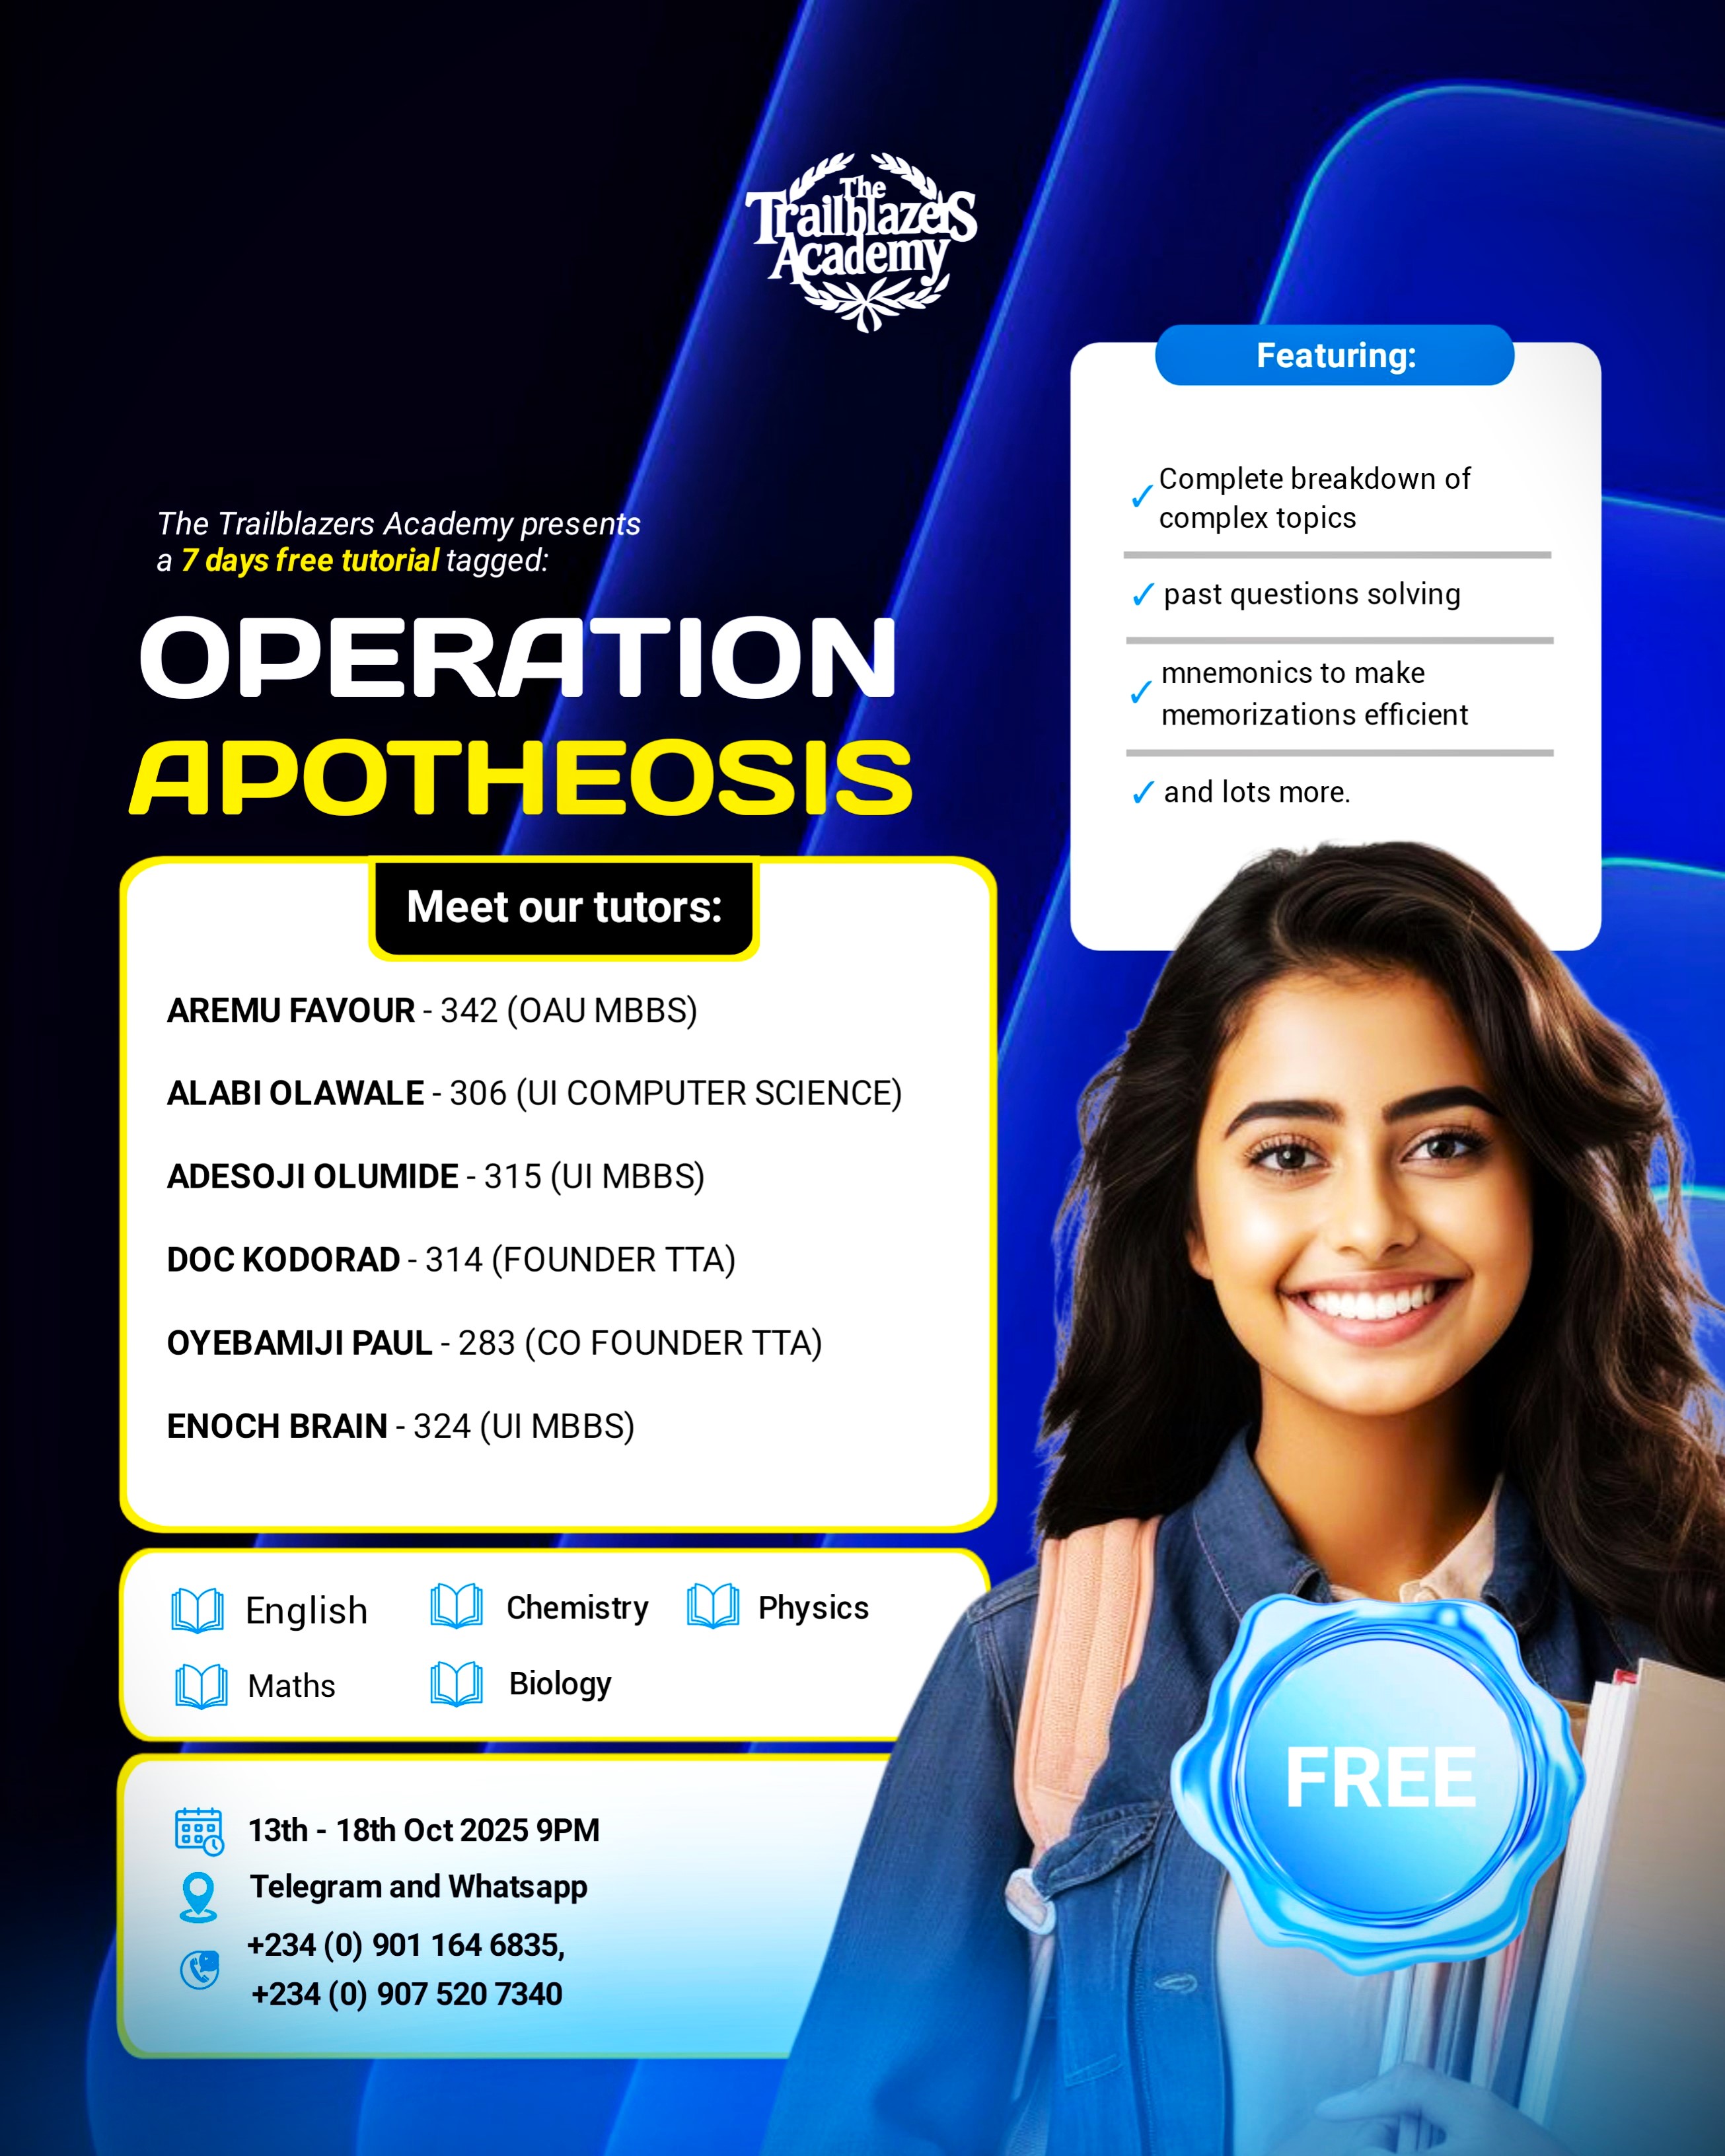 The
Trailblazers
Academy
Featuring:
✓ Complete breakdown of
complex topics
✓ past questions solving
✓ mnemonics to make
memorizations efficient
✓ and lots more.
The Trailblazers Academy presents
a 7 days free tutorial tagged:
OPERATION
APOTHEOSIS
Meet our tutors:
AREMU FAVOUR - 342 (OAU MBBS)
ALABI OLAWALE - 306 (UI COMPUTER SCIENCE)
ADESOJI OLUMIDE - 315 (UI MBBS)
DOC KODORAD - 314 (FOUNDER TTA)
OYEBAMIJI PAUL - 283 (CO FOUNDER TTA)
ENOCH BRAIN - 324 (UI MBBS)
English Chemistry Physics
Maths Biology
13th - 18th Oct 2025 9PM
Telegram and Whatsapp
+234 (0) 901 164 6835,
+234 (0) 907 520 7340
FREE